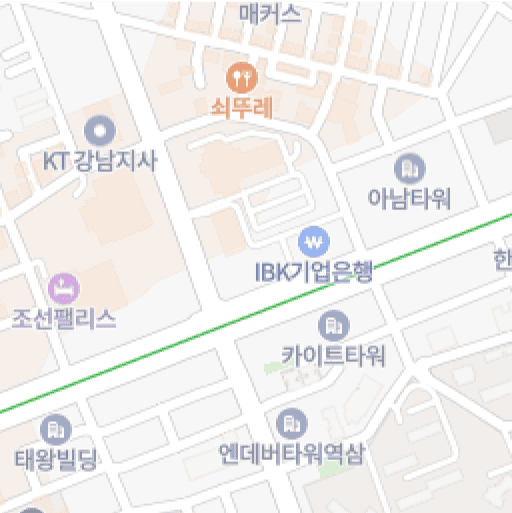 매커스
쇠뚜레
KT 강남지사
아남타워
IBK기업은행
한
조선팰리스
카이트타워
태왕빌딩
엔데버타워역삼